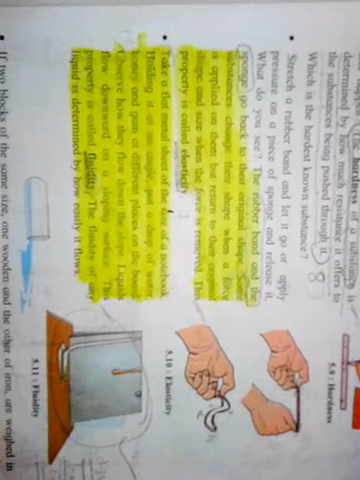 hardness of a substance is
determined by how much resistance it offers to
the substances being pushed through it.
Which is the hardest known substance?
8
• Stretch a rubber band and let it go or apply
pressure on a piece of sponge and release it.
What do you see? The rubber band and the
sponge go back to their original shape. Some
substances change their shape when a force
is applied on them but return to their original
shape and size when the force is removed. This
property is called elasticity.
• Take a flat metal sheet of the size of a notebook.
Holding it at an angle, put a drop of water,
honey and gum at different places on the board.
Observe how they flow down the slope. Liquids
flow downward on a sloping surface. This
property is called fluidity. The fluidity of any
liquid is determined by how easily it flows.
• If two blocks of the same size, one wooden and the other of iron, are weighed in
5.9 : Hardness
5.10 : Elasticity
5.11 : Fluidity